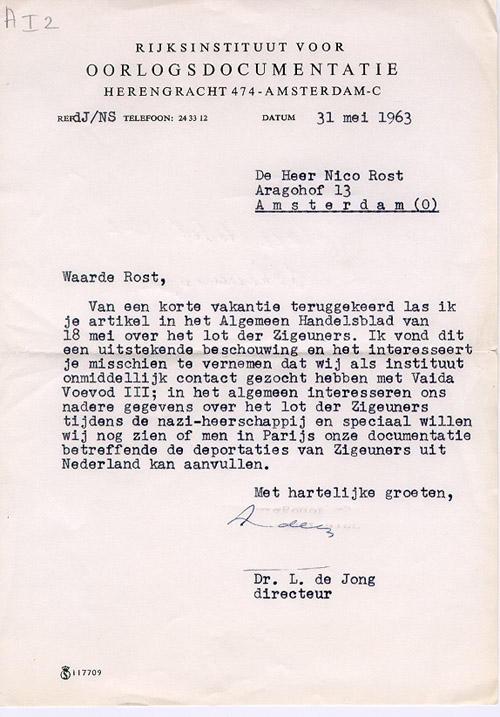 A I 2
RIJKSINSTITUUT VOOR
OORLOGSDOCUMENTATIE
HERENGRACHT 474 - AMSTERDAM-C
REF: dJ/NS TELEFOON: 24 33 12 DATUM 31 mei 1963
De Heer Nico Rost
Aragohof 13
A m s t e r d a m (O)
Waarde Rost,
Van een korte vakantie teruggekeerd las ik
je artikel in het Algemeen Handelsblad van
18 mei over het lot der Zigeuners. Ik vond dit
een uitstekende beschouwing en het interesseert
je misschien te vernemen dat wij als instituut
onmiddellijk contact gezocht hebben met Vaida
Voevod III; in het algemeen interesseren ons
nadere gegevens over het lot der Zigeuners
tijdens de nazi-heerschappij en speciaal willen
wij nog zien of men in Parijs onze documentatie
betreffende de deportaties van Zigeuners uit
Nederland kan aanvullen.
Met hartelijke groeten,
Dr. L. de Jong
directeur
117709